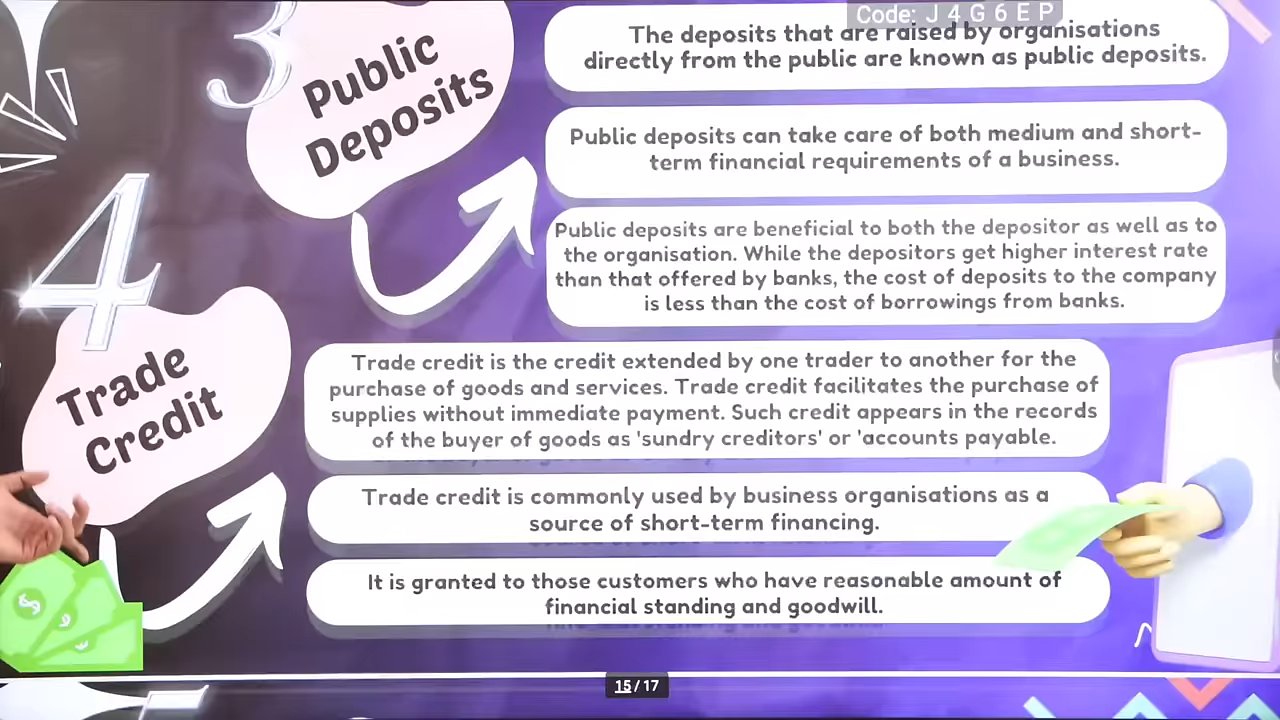 Code: J 4 G 6 E P
3
Public
Deposits
The deposits that are raised by organisations
directly from the public are known as public deposits.
Public deposits can take care of both medium and short-
term financial requirements of a business.
Public deposits are beneficial to both the depositor as well as to
the organisation. While the depositors get higher interest rate
than that offered by banks, the cost of deposits to the company
is less than the cost of borrowings from banks.
4
Trade
Credit
Trade credit is the credit extended by one trader to another for the
purchase of goods and services. Trade credit facilitates the purchase of
supplies without immediate payment. Such credit appears in the records
of the buyer of goods as 'sundry creditors' or 'accounts payable.
Trade credit is commonly used by business organisations as a
source of short-term financing.
It is granted to those customers who have reasonable amount of
financial standing and goodwill.
15 / 17